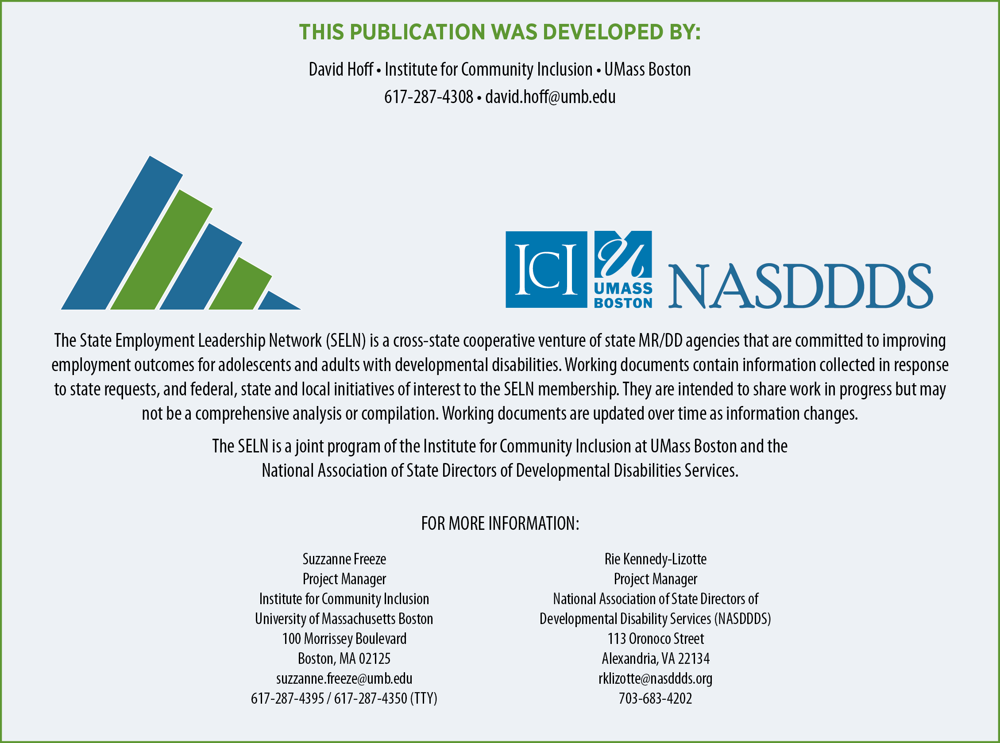 THIS PUBLICATION WAS DEVELOPED BY:
David Hoff • Institute for Community Inclusion • UMass Boston
617-287-4308 • david.hoff@umb.edu
ICI
UMASS
BOSTON
NASDDDS
The State Employment Leadership Network (SELN) is a cross-state cooperative venture of state MR/DD agencies that are committed to improving
employment outcomes for adolescents and adults with developmental disabilities. Working documents contain information collected in response
to state requests, and federal, state and local initiatives of interest to the SELN membership. They are intended to share work in progress but may
not be a comprehensive analysis or compilation. Working documents are updated over time as information changes.
The SELN is a joint program of the Institute for Community Inclusion at UMass Boston and the
National Association of State Directors of Developmental Disabilities Services.
FOR MORE INFORMATION:
Suzzanne Freeze
Project Manager
Institute for Community Inclusion
University of Massachusetts Boston
100 Morrissey Boulevard
Boston, MA 02125
suzzanne.freeze@umb.edu
617-287-4395 / 617-287-4350 (TTY)
Rie Kennedy-Lizotte
Project Manager
National Association of State Directors of
Developmental Disability Services (NASDDDS)
113 Oronoco Street
Alexandria, VA 22134
rklizotte@nasddds.org
703-683-4202